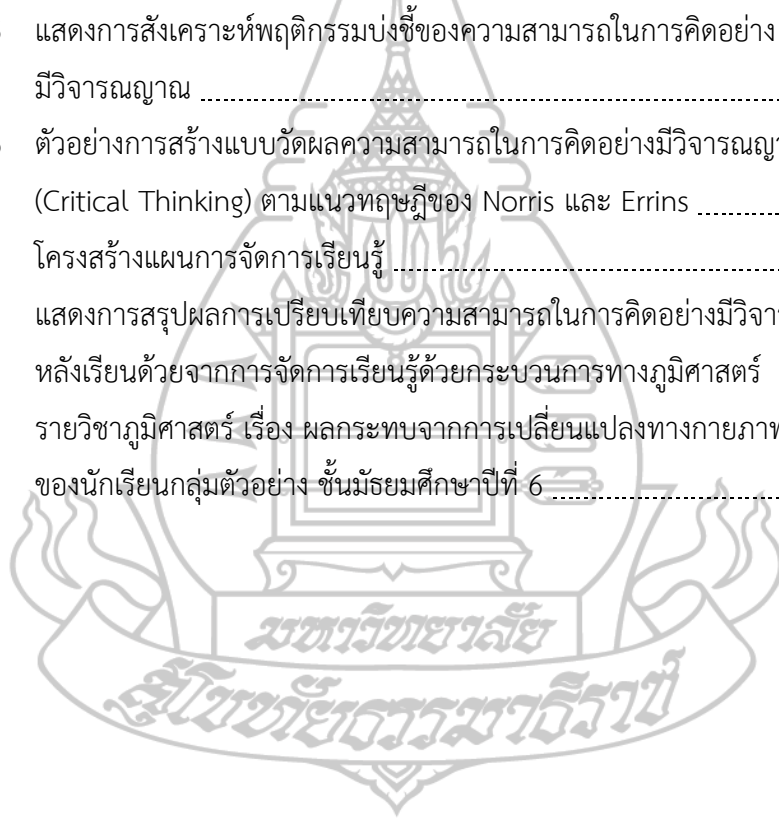 แสดงการสังเคราะห์พฤติกรรมบ่งชี้ของความสามารถในการคิดอย่าง
มีวิจารณญาณ
ตัวอย่างการสร้างแบบวัดผลความสามารถในการคิดอย่างมีวิจารณญา
(Critical Thinking) ตามแนวทฤษฎีของ Norris และ Errins
โครงสร้างแผนการจัดการเรียนรู้
แสดงการสรุปผลการเปรียบเทียบความสามารถในการคิดอย่างมีวิจา
หลังเรียนด้วยจากการจัดการเรียนรู้ด้วยกระบวนการทางภูมิศาสตร์
รายวิชาภูมิศาสตร์ เรื่อง ผลกระทบจากการเปลี่ยนแปลงทางกายภาพ
ของนักเรียนกลุ่มตัวอย่าง ชั้นมัธยมศึกษาปีที่ 6
มหาวิทยาลัย
สุโขทัยธรรมาธิราช